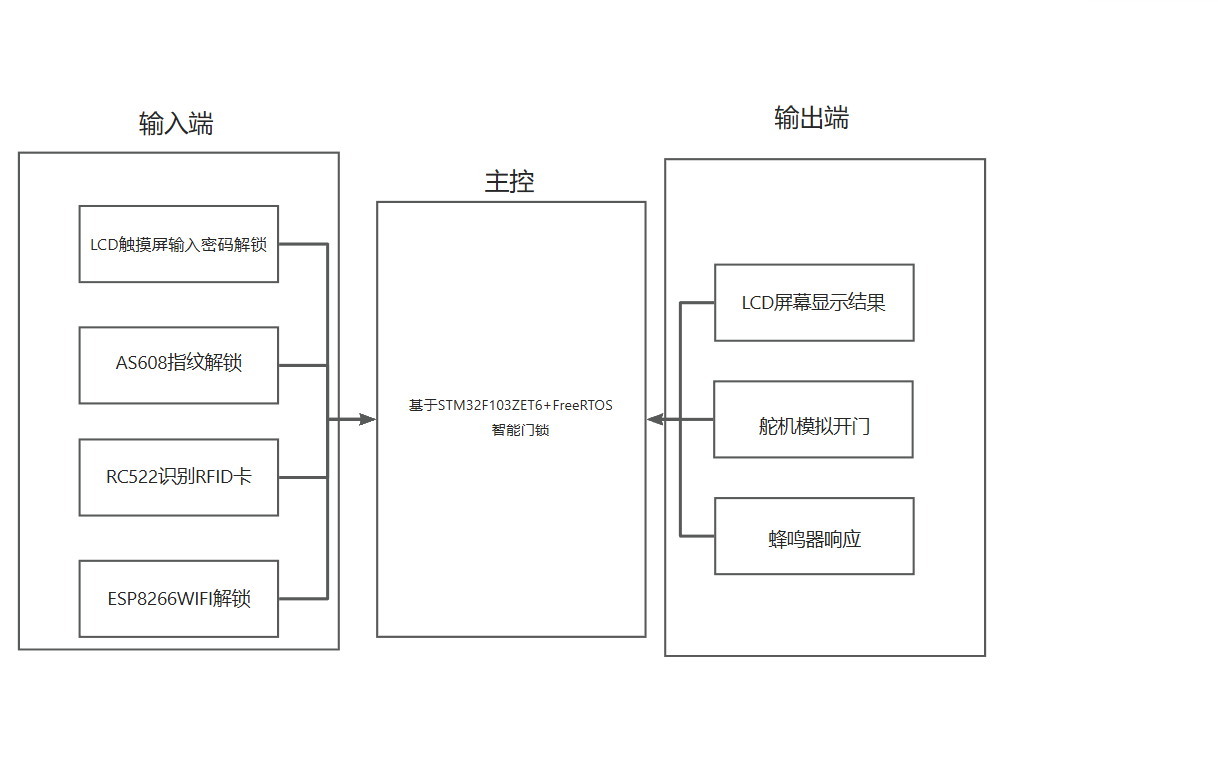 输入端
LCD触摸屏输入密码解锁
AS608指纹解锁
RC522识别RFID卡
ESP8266WIFI解锁
主控
基于STM32F103ZET6+FreeRTOS
智能门锁
输出端
LCD屏幕显示结果
舵机模拟开门
蜂鸣器响应